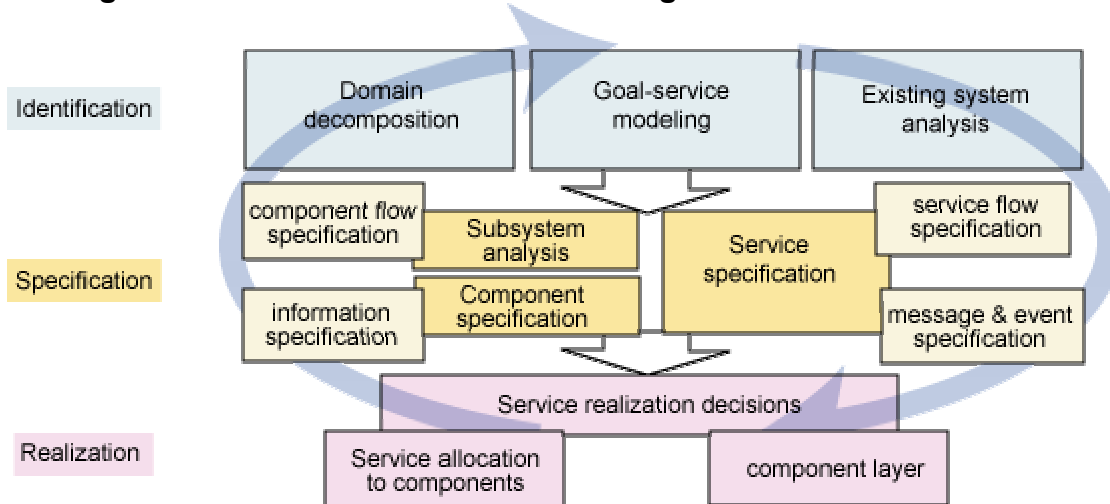 Identification
Domain
decomposition
Goal-service
modeling
Existing system
analysis
Specification
component flow
specification
Subsystem
analysis
Service
specification
service flow
specification
information
specification
Component
specification
message & event
specification
Realization
Service realization decisions
Service allocation
to components
component layer